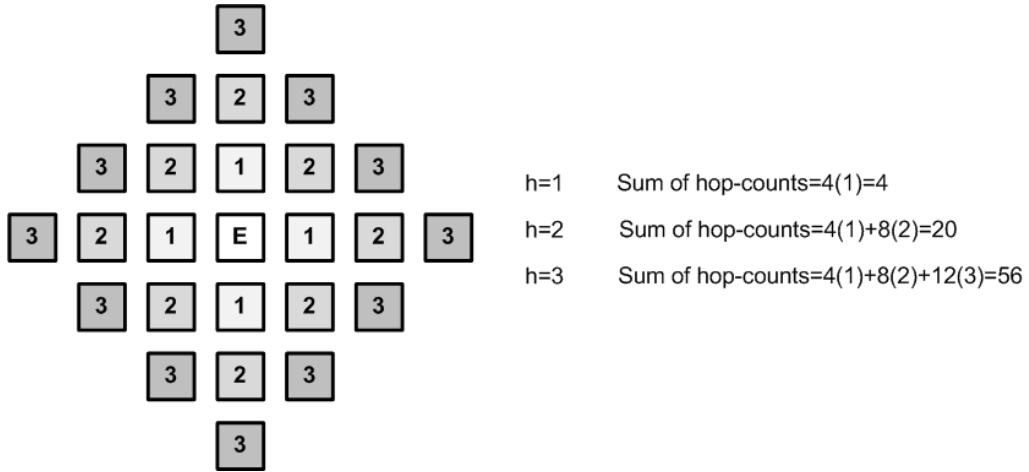 3
3 2 3
3 2 1 2 3
3 2 1 E 1 2 3
3 2 1 2 3
3 2 3
3
h=1 Sum of hop-counts=4(1)=4
h=2 Sum of hop-counts=4(1)+8(2)=20
h=3 Sum of hop-counts=4(1)+8(2)+12(3)=56